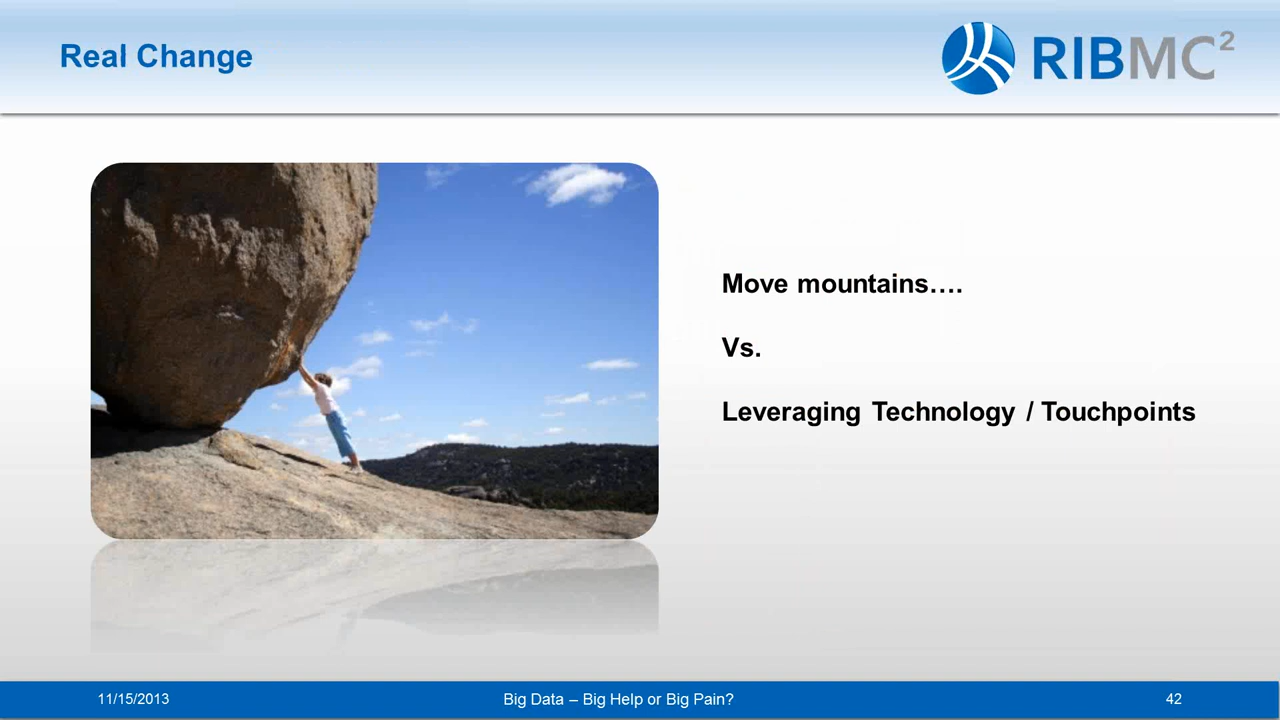 Real Change
RIBMC²
Move mountains….
Vs.
Leveraging Technology / Touchpoints
11/15/2013
Big Data – Big Help or Big Pain?
42